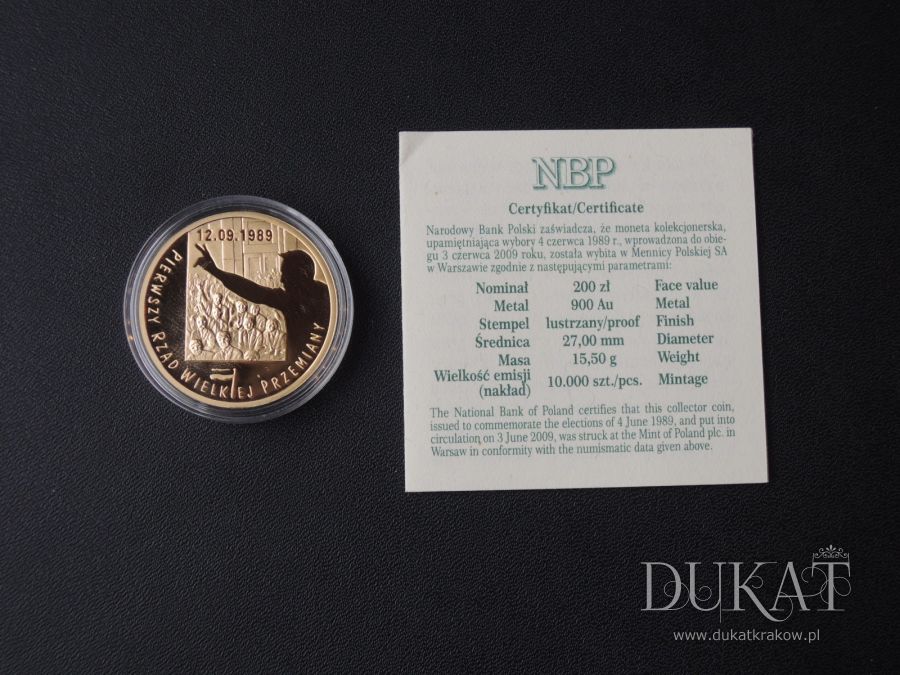 12.09.1989
PIERWSZY RZĄD WIELKIEJ PRZEMIANY
NBP
Certyfikat/Certificate
Narodowy Bank Polski zaświadcza, że moneta kolekcjonerska,
upamiętniająca wybory 4 czerwca 1989 r., wprowadzona do obie-
gu 3 czerwca 2009 roku, została wybita w Mennicy Polskiej SA
w Warszawie zgodnie z następującymi parametrami:
Nominał 200 zł Face value
Metal 900 Au Metal
Stempel lustrzany/proof Finish
Średnica 27,00 mm Diameter
Masa 15,50 g Weight
Wielkość emisji
(nakład) 10.000 szt./pcs. Mintage
The National Bank of Poland certifies that this collector coin,
issued to commemorate the elections of 4 June 1989, and put into
circulation on 3 June 2009, was struck at the Mint of Poland plc. in
Warsaw in conformity with the numismatic data given above.
DUKAT
www.dukatkrakow.pl